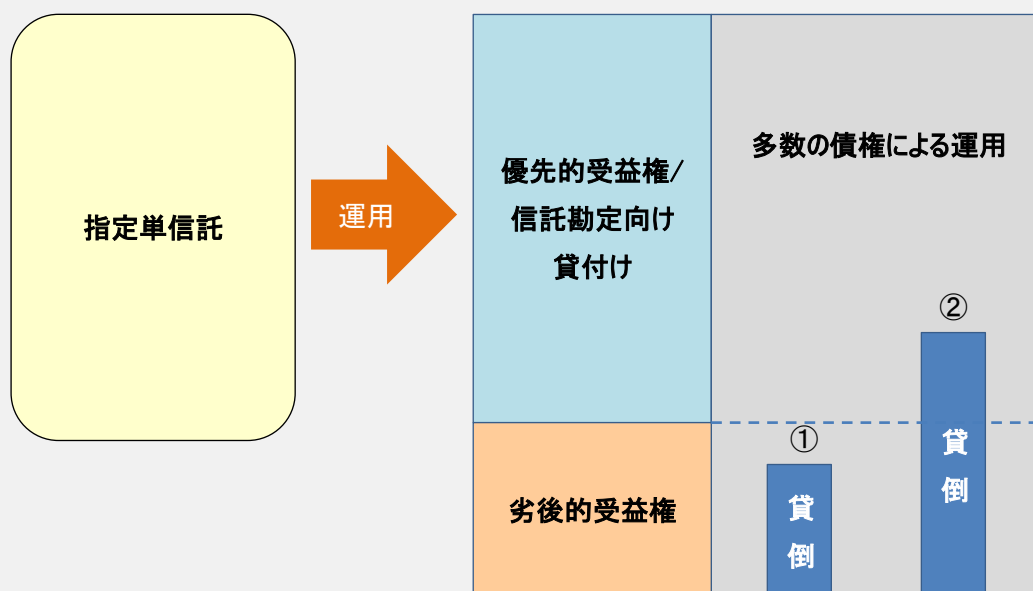 指定単信託
運用
優先的受益権/
信託勘定向け
貸付け
劣後的受益権
多数の債権による運用
①
貸
倒
②
貸
倒